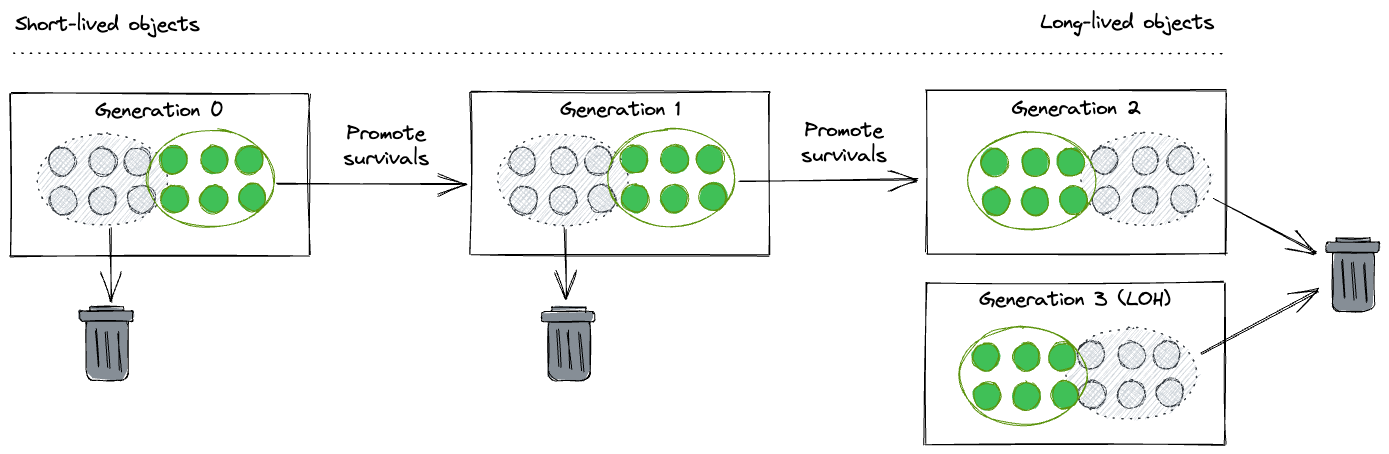 Short-lived objects
Long-lived objects
Generation 0
Promote
survivals
Generation 1
Promote
survivals
Generation 2
Generation 3 (LOH)